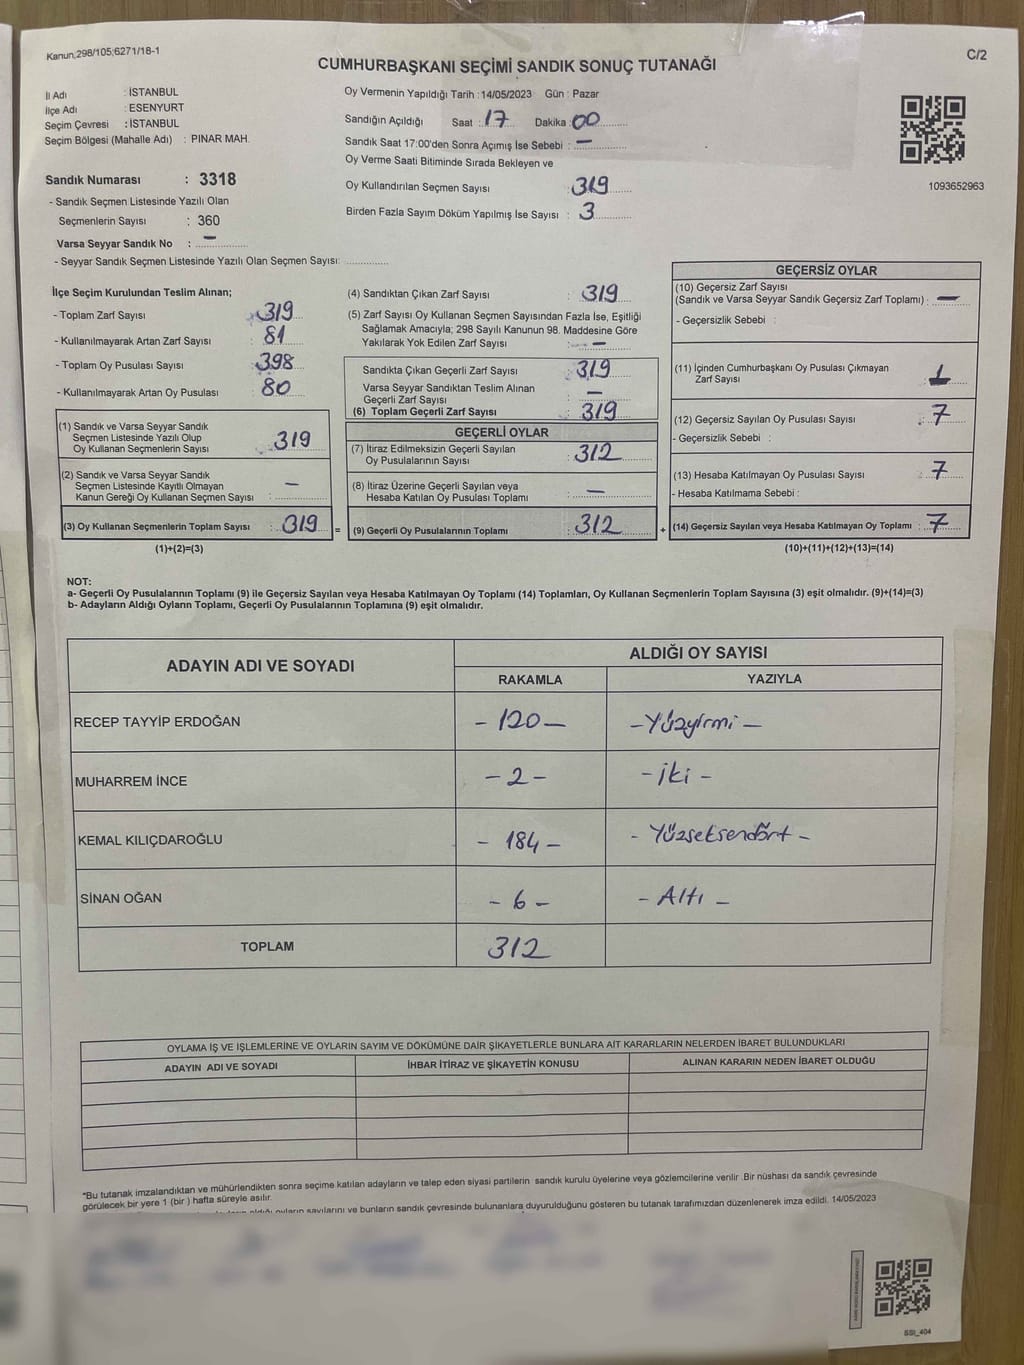 Kanun,298/105;6271/18-1
C/2
CUMHURBAŞKANI SEÇİMİ SANDIK SONUÇ TUTANAĞI
İl Adı : İSTANBUL
İlçe Adı : ESENYURT
Seçim Çevresi : İSTANBUL
Seçim Bölgesi (Mahalle Adı) : PINAR MAH.
Sandık Numarası : 3318
- Sandık Seçmen Listesinde Yazılı Olan
Seçmenlerin Sayısı : 360
Varsa Seyyar Sandık No : –
- Seyyar Sandık Seçmen Listesinde Yazılı Olan Seçmen Sayısı: ..............
Oy Vermenin Yapıldığı Tarih :14/05/2023 Gün : Pazar
Sandığın Açıldığı Saat : 17 Dakika : 00
Sandık Saat 17:00'den Sonra Açımış İse Sebebi : –
Oy Verme Saati Bitiminde Sırada Bekleyen ve
Oy Kullandırılan Seçmen Sayısı : 319
Birden Fazla Sayım Döküm Yapılmış İse Sayısı : 3
1093652963
İlçe Seçim Kurulundan Teslim Alınan;
- Toplam Zarf Sayısı : 319
- Kullanılmayarak Artan Zarf Sayısı : 81
- Toplam Oy Pusulası Sayısı : 398
- Kullanılmayarak Artan Oy Pusulası : 80
(1) Sandık ve Varsa Seyyar Sandık
Seçmen Listesinde Yazılı Olup
Oy Kullanan Seçmenlerin Sayısı : 319
(2) Sandık ve Varsa Seyyar Sandık
Seçmen Listesinde Kayıtlı Olmayan
Kanun Gereği Oy Kullanan Seçmen Sayısı : –
(3) Oy Kullanan Seçmenlerin Toplam Sayısı : 319 =
(1)+(2)=(3)
(4) Sandıktan Çıkan Zarf Sayısı : 319
(5) Zarf Sayısı Oy Kullanan Seçmen Sayısından Fazla İse, Eşitliği
Sağlamak Amacıyla; 298 Sayılı Kanunun 98. Maddesine Göre
Yakılarak Yok Edilen Zarf Sayısı : –
Sandıkta Çıkan Geçerli Zarf Sayısı : 319
Varsa Seyyar Sandıktan Teslim Alınan
Geçerli Zarf Sayısı : –
(6) Toplam Geçerli Zarf Sayısı : 319
GEÇERLİ OYLAR
(7) İtiraz Edilmeksizin Geçerli Sayılan
Oy Pusulalarının Sayısı : 312
(8) İtiraz Üzerine Geçerli Sayılan veya
Hesaba Katılan Oy Pusulası Toplamı : –
(9) Geçerli Oy Pusulalarının Toplamı : 312 +
GEÇERSİZ OYLAR
(10) Geçersiz Zarf Sayısı
(Sandık ve Varsa Seyyar Sandık Geçersiz Zarf Toplamı) : –
- Geçersizlik Sebebi :
(11) İçinden Cumhurbaşkanı Oy Pusulası Çıkmayan
Zarf Sayısı :
(12) Geçersiz Sayılan Oy Pusulası Sayısı : 7
- Geçersizlik Sebebi :
(13) Hesaba Katılmayan Oy Pusulası Sayısı : 7
- Hesaba Katılmama Sebebi :
(14) Geçersiz Sayılan veya Hesaba Katılmayan Oy Toplamı : 7
(10)+(11)+(12)+(13)=(14)
NOT:
a- Geçerli Oy Pusulalarının Toplamı (9) ile Geçersiz Sayılan veya Hesaba Katılmayan Oy Toplamı (14) Toplamları, Oy Kullanan Seçmenlerin Toplam Sayısına (3) eşit olmalıdır. (9)+(14)=(3)
b- Adayların Aldığı Oyların Toplamı, Geçerli Oy Pusulalarının Toplamına (9) eşit olmalıdır.
ADAYIN ADI VE SOYADI ALDIĞI OY SAYISI
RAKAMLA YAZIYLA
RECEP TAYYİP ERDOĞAN - 120 - - Yüzyirmi -
MUHARREM İNCE - 2 - - iki -
KEMAL KILIÇDAROĞLU - 184 - - Yüzseksendört -
SİNAN OĞAN - 6 - - Altı -
TOPLAM 312
OYLAMA İŞ VE İŞLEMLERİNE VE OYLARIN SAYIM VE DÖKÜMÜNE DAİR ŞİKAYETLERLE BUNLARA AİT KARARLARIN NELERDEN İBARET BULUNDUKLARI
ADAYIN ADI VE SOYADI İHBAR İTİRAZ VE ŞİKAYETİN KONUSU ALINAN KARARIN NEDEN İBARET OLDUĞU
*Bu tutanak imzalandıktan ve mühürlendikten sonra seçime katılan adayların ve talep eden siyasi partilerin sandık kurulu üyelerine veya gözlemcilerine verilir. Bir nüshası da sandık çevresinde
görülecek bir yere 1 (bir ) hafta süreyle asılır.
aldığı oyların sayılarını ve bunların sandık çevresinde bulunanlara duyurulduğunu gösteren bu tutanak tarafımızdan düzenlenerek imza edildi. 14/05/2023
SSI_404